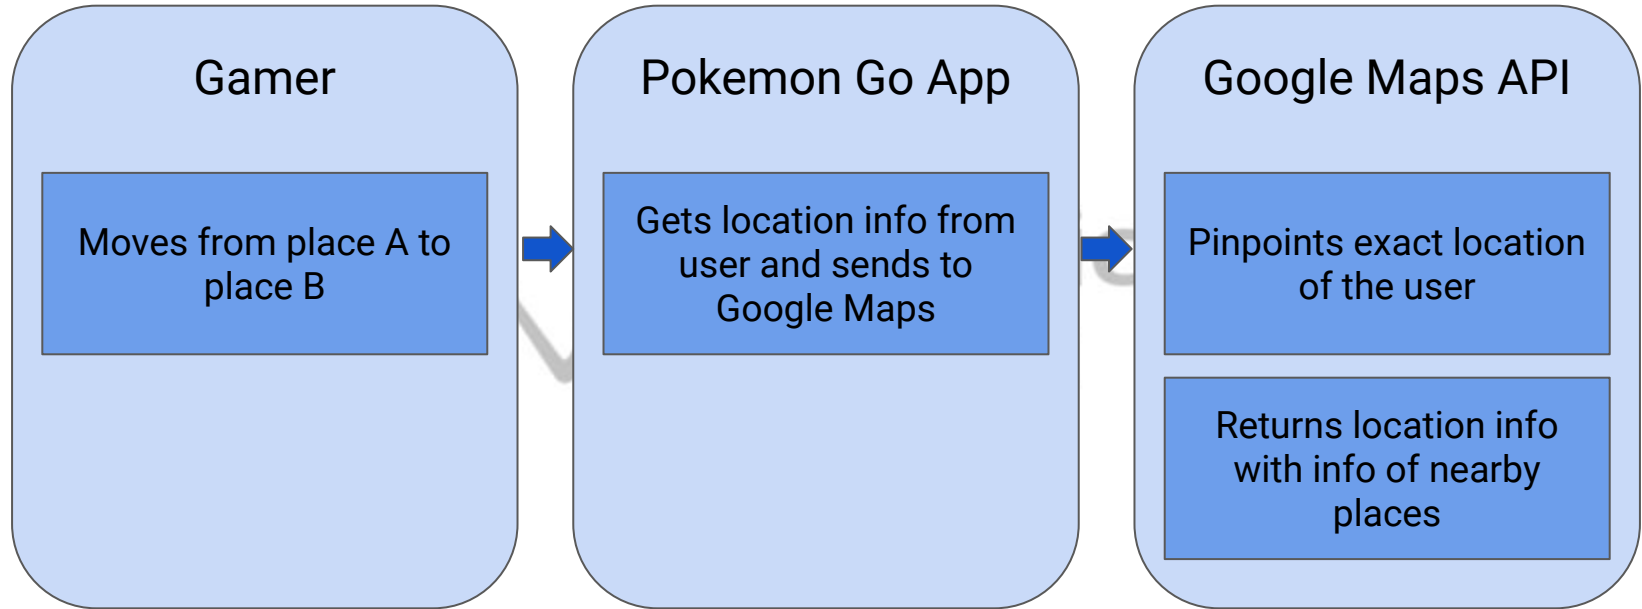 Gamer
Moves from place A to
place B
Pokemon Go App
Gets location info from
user and sends to
Google Maps
Google Maps API
Pinpoints exact location
of the user
Returns location info
with info of nearby
places